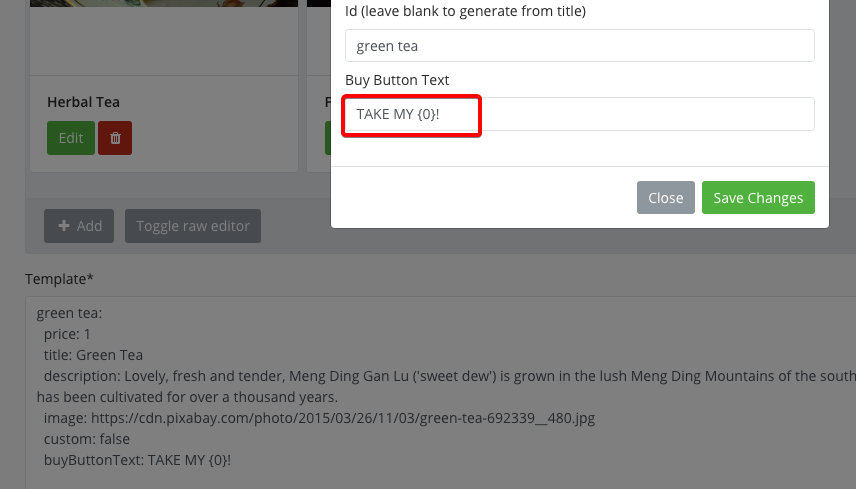 Id (leave blank to generate from title)
green tea
Buy Button Text
TAKE MY {0}!
Close
Save Changes
Herbal Tea
F
Edit
+ Add
Toggle raw editor
Template*
green tea:
price: 1
title: Green Tea
description: Lovely, fresh and tender, Meng Ding Gan Lu ('sweet dew') is grown in the lush Meng Ding Mountains of the south
has been cultivated for over a thousand years.
image: https://cdn.pixabay.com/photo/2015/03/26/11/03/green-tea-692339__480.jpg
custom: false
buyButtonText: TAKE MY {0}!